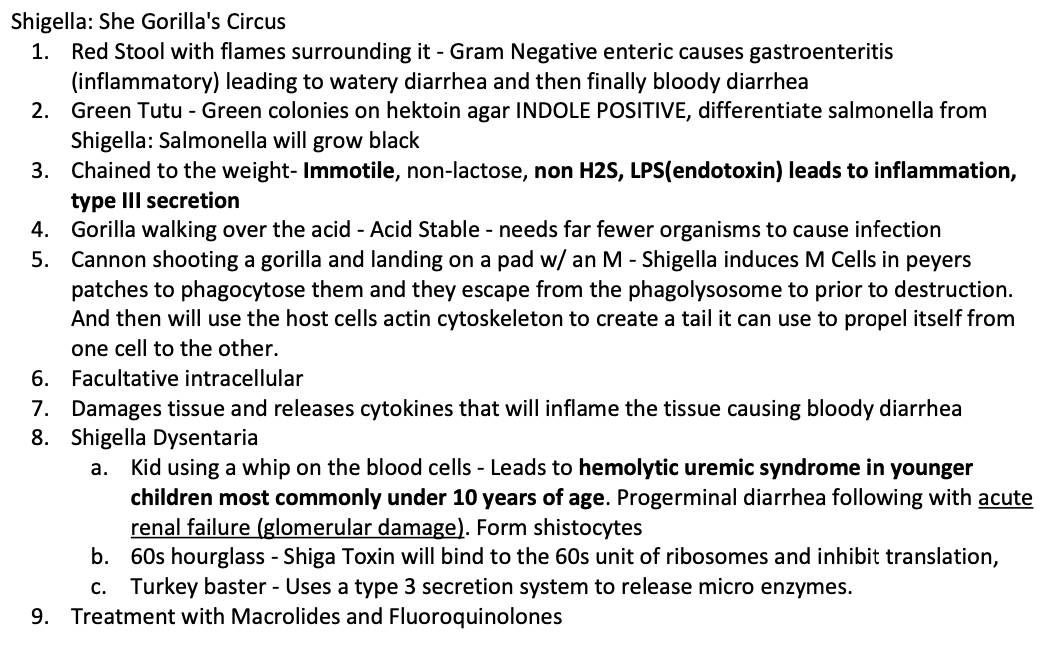 Shigella: She Gorilla's Circus
1. Red Stool with flames surrounding it - Gram Negative enteric causes gastroenteritis
(inflammatory) leading to watery diarrhea and then finally bloody diarrhea
2. Green Tutu - Green colonies on hektoin agar INDOLE POSITIVE, differentiate salmonella from
Shigella: Salmonella will grow black
3. Chained to the weight- Immotile, non-lactose, non H2S, LPS(endotoxin) leads to inflammation,
type III secretion
4. Gorilla walking over the acid - Acid Stable - needs far fewer organisms to cause infection
5. Cannon shooting a gorilla and landing on a pad w/ an M - Shigella induces M Cells in peyers
patches to phagocytose them and they escape from the phagolysosome to prior to destruction.
And then will use the host cells actin cytoskeleton to create a tail it can use to propel itself from
one cell to the other.
6. Facultative intracellular
7. Damages tissue and releases cytokines that will inflame the tissue causing bloody diarrhea
8. Shigella Dysentaria
a. Kid using a whip on the blood cells - Leads to hemolytic uremic syndrome in younger
children most commonly under 10 years of age. Progerminal diarrhea following with acute
renal failure (glomerular damage). Form shistocytes
b. 60s hourglass - Shiga Toxin will bind to the 60s unit of ribosomes and inhibit translation,
c. Turkey baster - Uses a type 3 secretion system to release micro enzymes.
9. Treatment with Macrolides and Fluoroquinolones